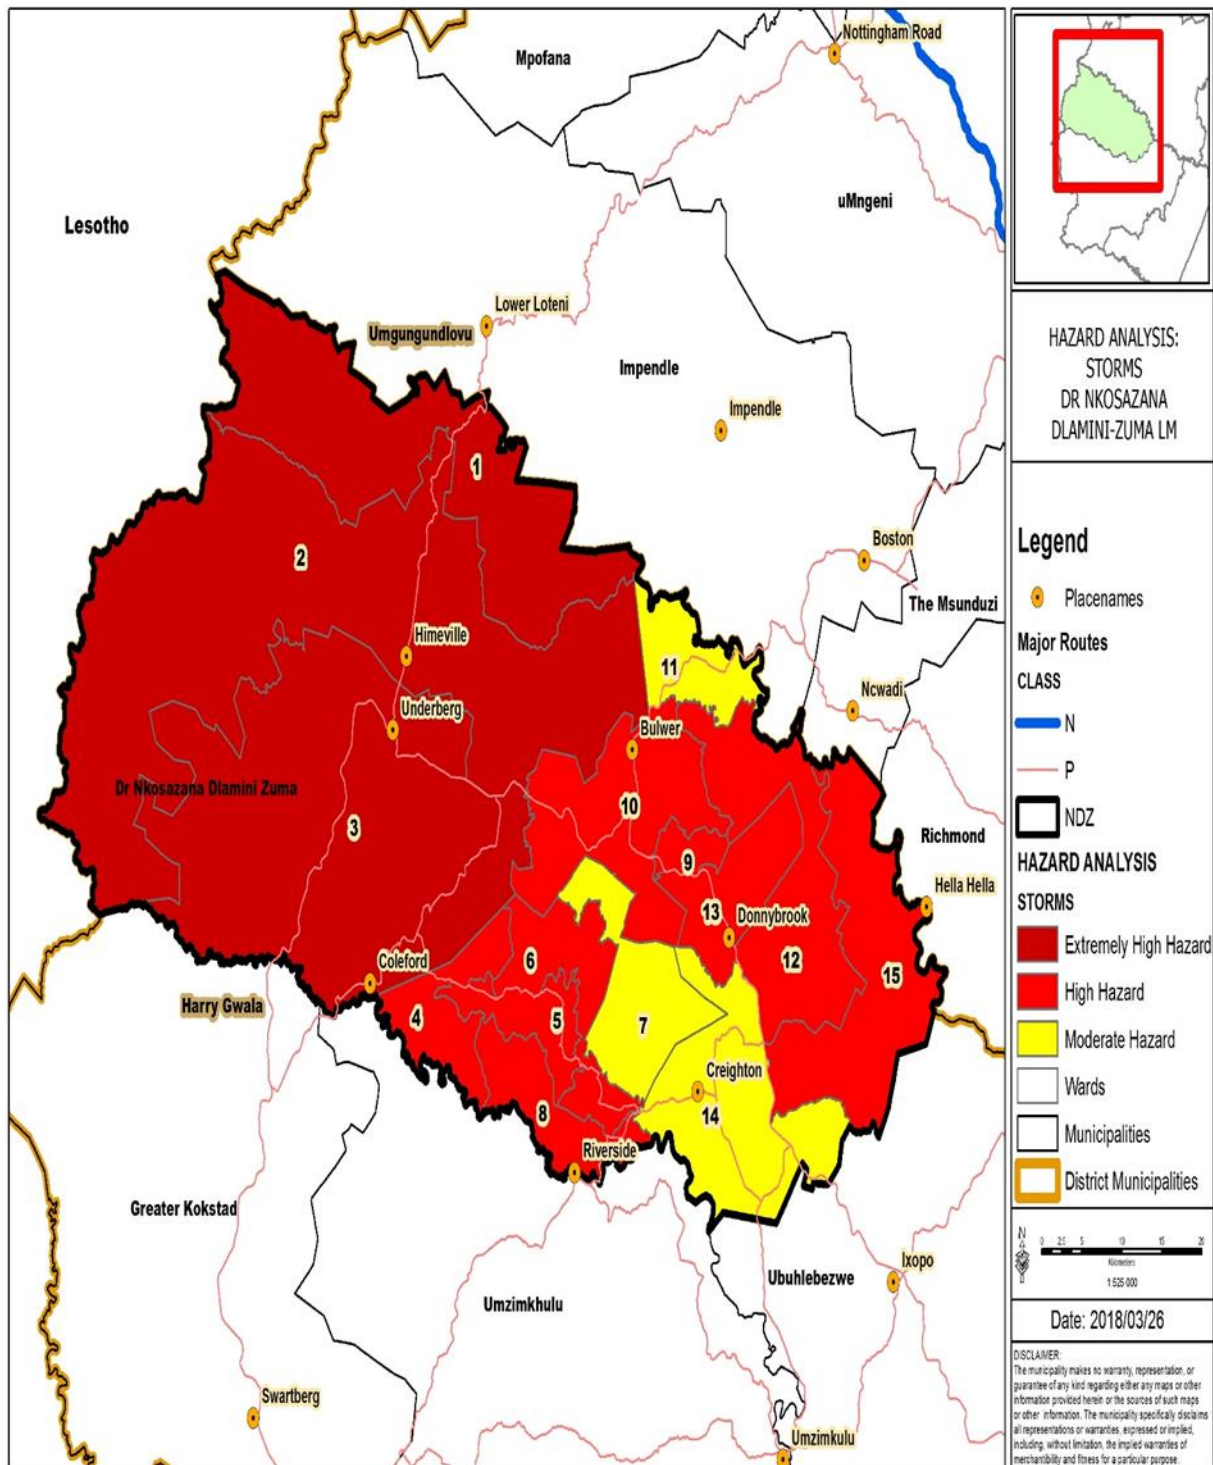 Nottingham Road
Mpofana
uMngeni
Lesotho
Lower Loteni
Umgungundlovu
Impendle
Impendle
1
2
Boston
The Msunduzi
Himeville
11
Ncwadi
Underberg
Bulwer
Dr Nkosazana Dlamini Zuma
3
10
Richmond
9
Hella Hella
13
Donnybrook
6
12
Coleford
15
Harry Gwala
4
5
7
Creighton
8
14
Riverside
Greater Kokstad
Ubuhlebezwe
Ixopo
Umzimkhulu
Swartberg
Umzimkulu
HAZARD ANALYSIS:
STORMS
DR NKOSAZANA
DLAMINI-ZUMA LM
Legend
Placenames
Major Routes
CLASS
N
P
NDZ
HAZARD ANALYSIS
STORMS
Extremely High Hazard
High Hazard
Moderate Hazard
Wards
Municipalities
District Municipalities
N
0 2.5 5 10 15 20
Kilometers
1:525 000
Date: 2018/03/26
DISCLAIMER:
The municipality makes no warranty, representation, or
guarantee of any kind regarding either any maps or other
information provided herein or the sources of such maps
or other information. The municipality specifically disclaims
all representations or warranties, expressed or implied,
including, without limitation, the implied warranties of
merchantibility and fitness for a particular purpose.